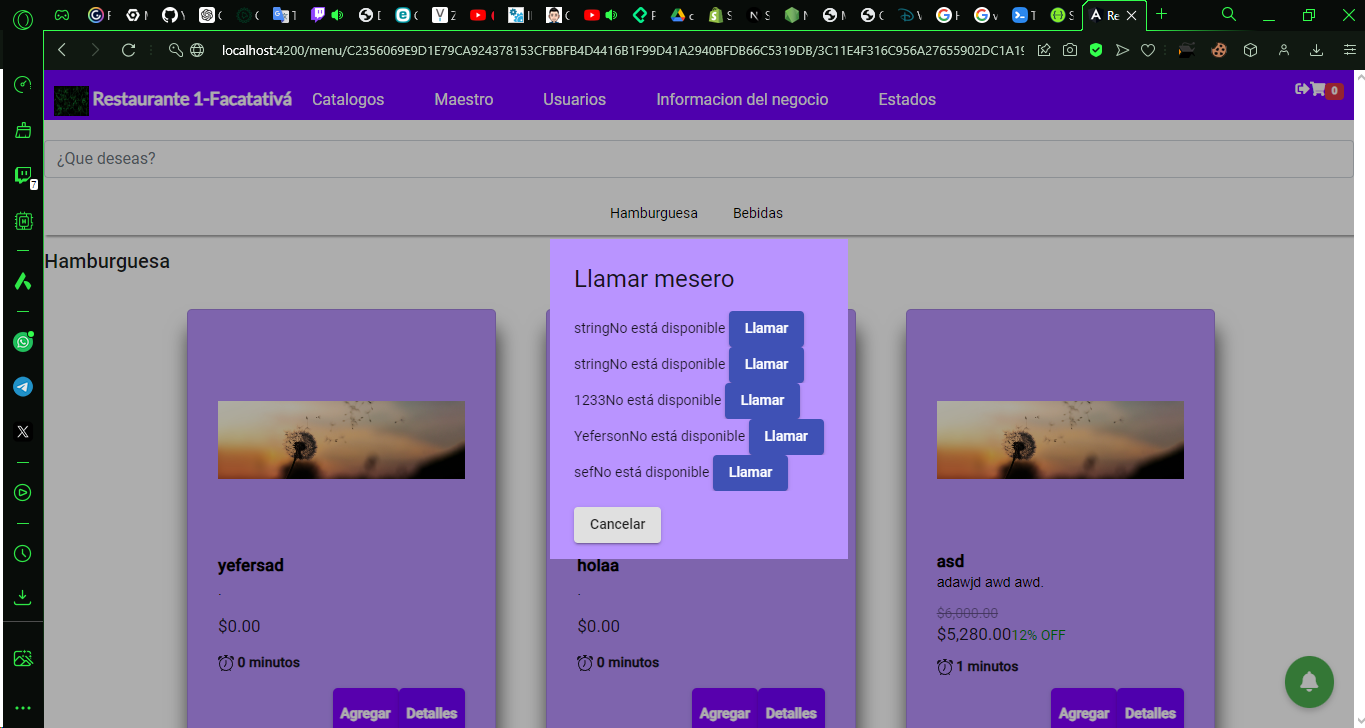 localhost:4200/menu/C2356069E9D1E79CA924378153CFBBFB4D4416B1F99D41A2940BFDB66C5319DB/3C11E4F316C956A27655902DC1A19
7
Restaurante 1-Facatativá Catalogos Maestro Usuarios Informacion del negocio Estados 0
¿Que deseas?
Hamburguesa Bebidas
Hamburguesa
Llamar mesero
stringNo está disponible Llamar
stringNo está disponible Llamar
1233No está disponible Llamar
YefersonNo está disponible Llamar
sefNo está disponible Llamar
Cancelar
yefersad
.
$0.00
0 minutos
Agregar Detalles
holaa
.
$0.00
0 minutos
Agregar Detalles
asd
adawjd awd awd.
$6,000.00
$5,280.00 12% OFF
1 minutos
Agregar Detalles